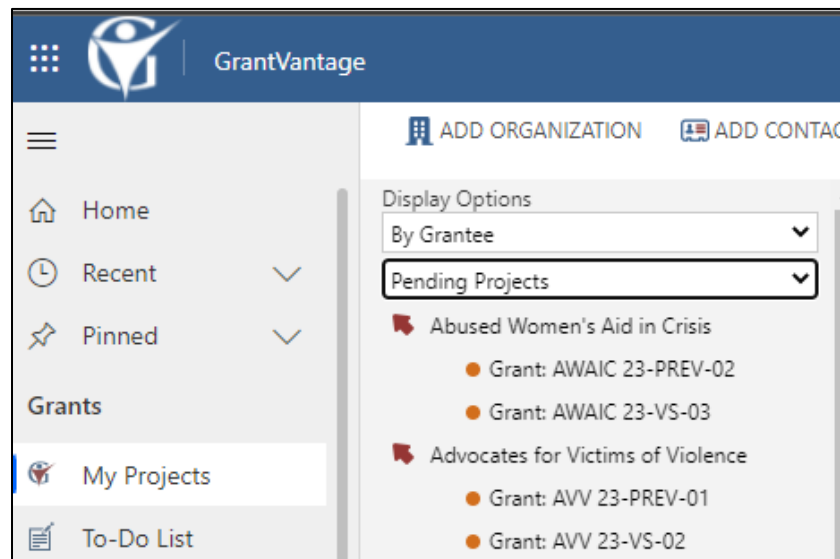 GrantVantage
ADD ORGANIZATION
ADD CONTAC
Home
Recent
Pinned
Grants
My Projects
To-Do List
Display Options
By Grantee
Pending Projects
Abused Women's Aid in Crisis
Grant: AWAIC 23-PREV-02
Grant: AWAIC 23-VS-03
Advocates for Victims of Violence
Grant: AVV 23-PREV-01
Grant: AVV 23-VS-02